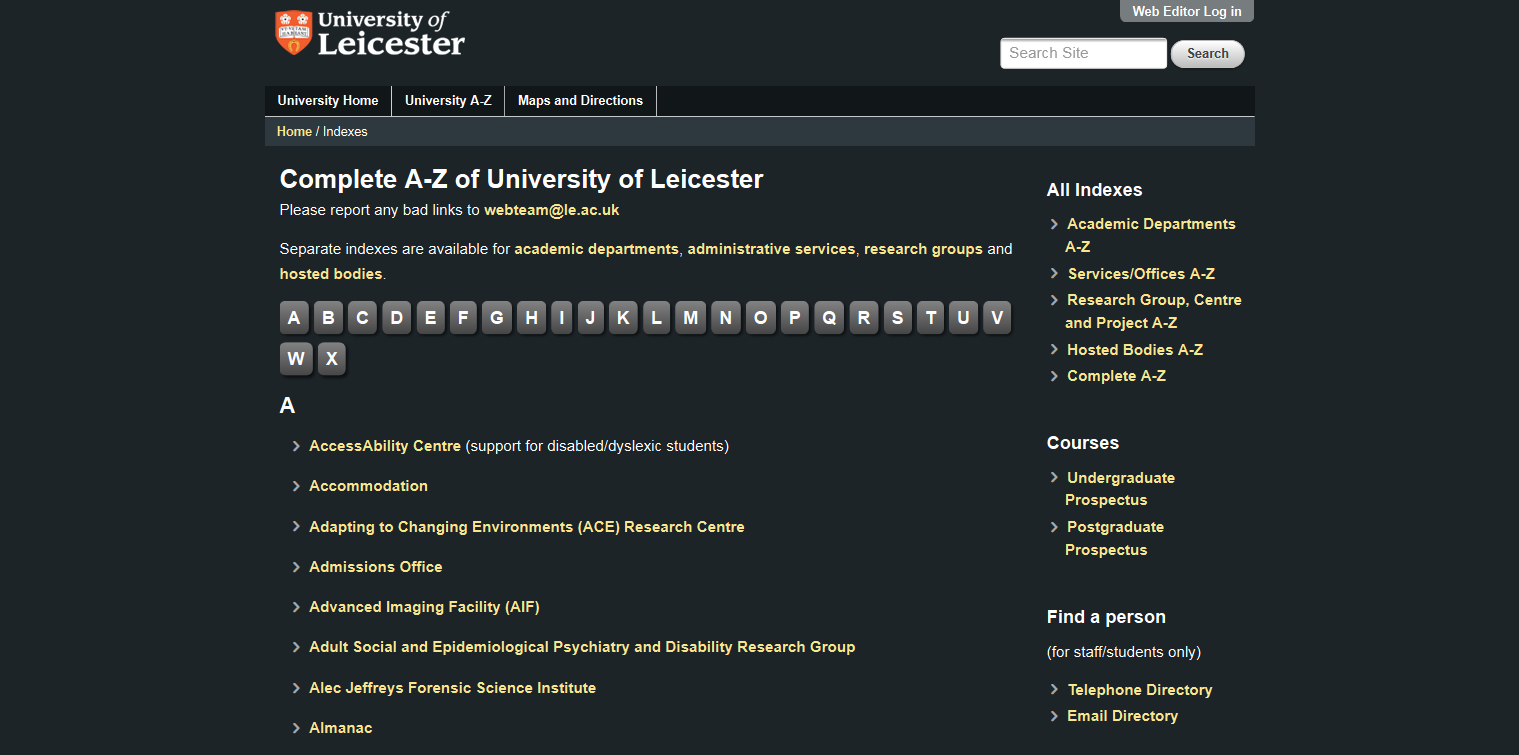 University of
Leicester
Web Editor Log in
Search Site
Search
University Home
University A-Z
Maps and Directions
Home / Indexes
Complete A-Z of University of Leicester
Please report any bad links to webteam@le.ac.uk
Separate indexes are available for academic departments, administrative services, research groups and
hosted bodies.
A B C D E F G H I J K L M N O P Q R S T U V
W X
A
AccessAbility Centre (support for disabled/dyslexic students)
Accommodation
Adapting to Changing Environments (ACE) Research Centre
Admissions Office
Advanced Imaging Facility (AIF)
Adult Social and Epidemiological Psychiatry and Disability Research Group
Alec Jeffreys Forensic Science Institute
Almanac
All Indexes
Academic Departments
A-Z
Services/Offices A-Z
Research Group, Centre
and Project A-Z
Hosted Bodies A-Z
Complete A-Z
Courses
Undergraduate
Prospectus
Postgraduate
Prospectus
Find a person
(for staff/students only)
Telephone Directory
Email Directory